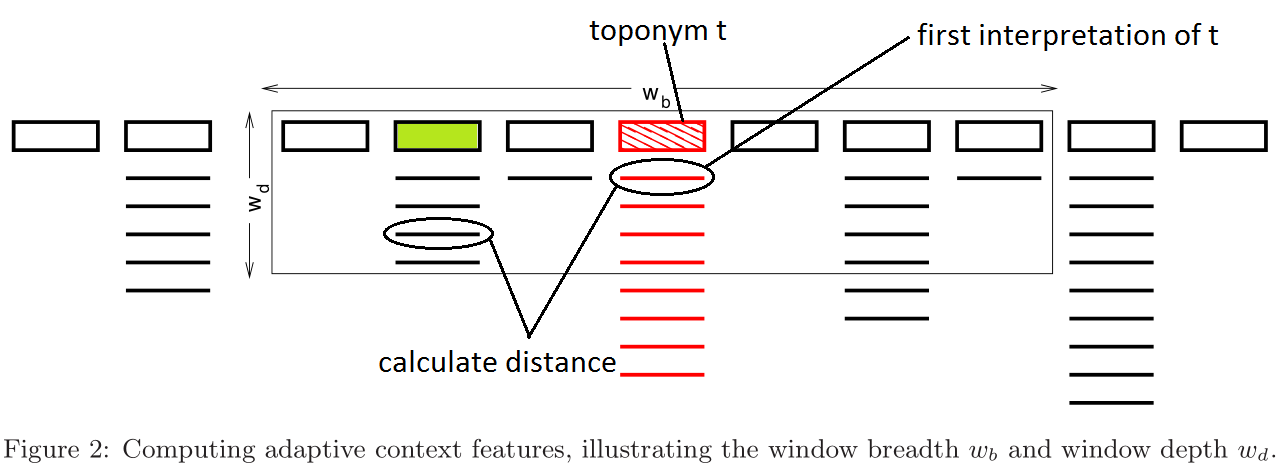 toponym t
first interpretation of t
w_b
w_d
calculate distance
Figure 2: Computing adaptive context features, illustrating the window breadth w_b and window depth w_d.